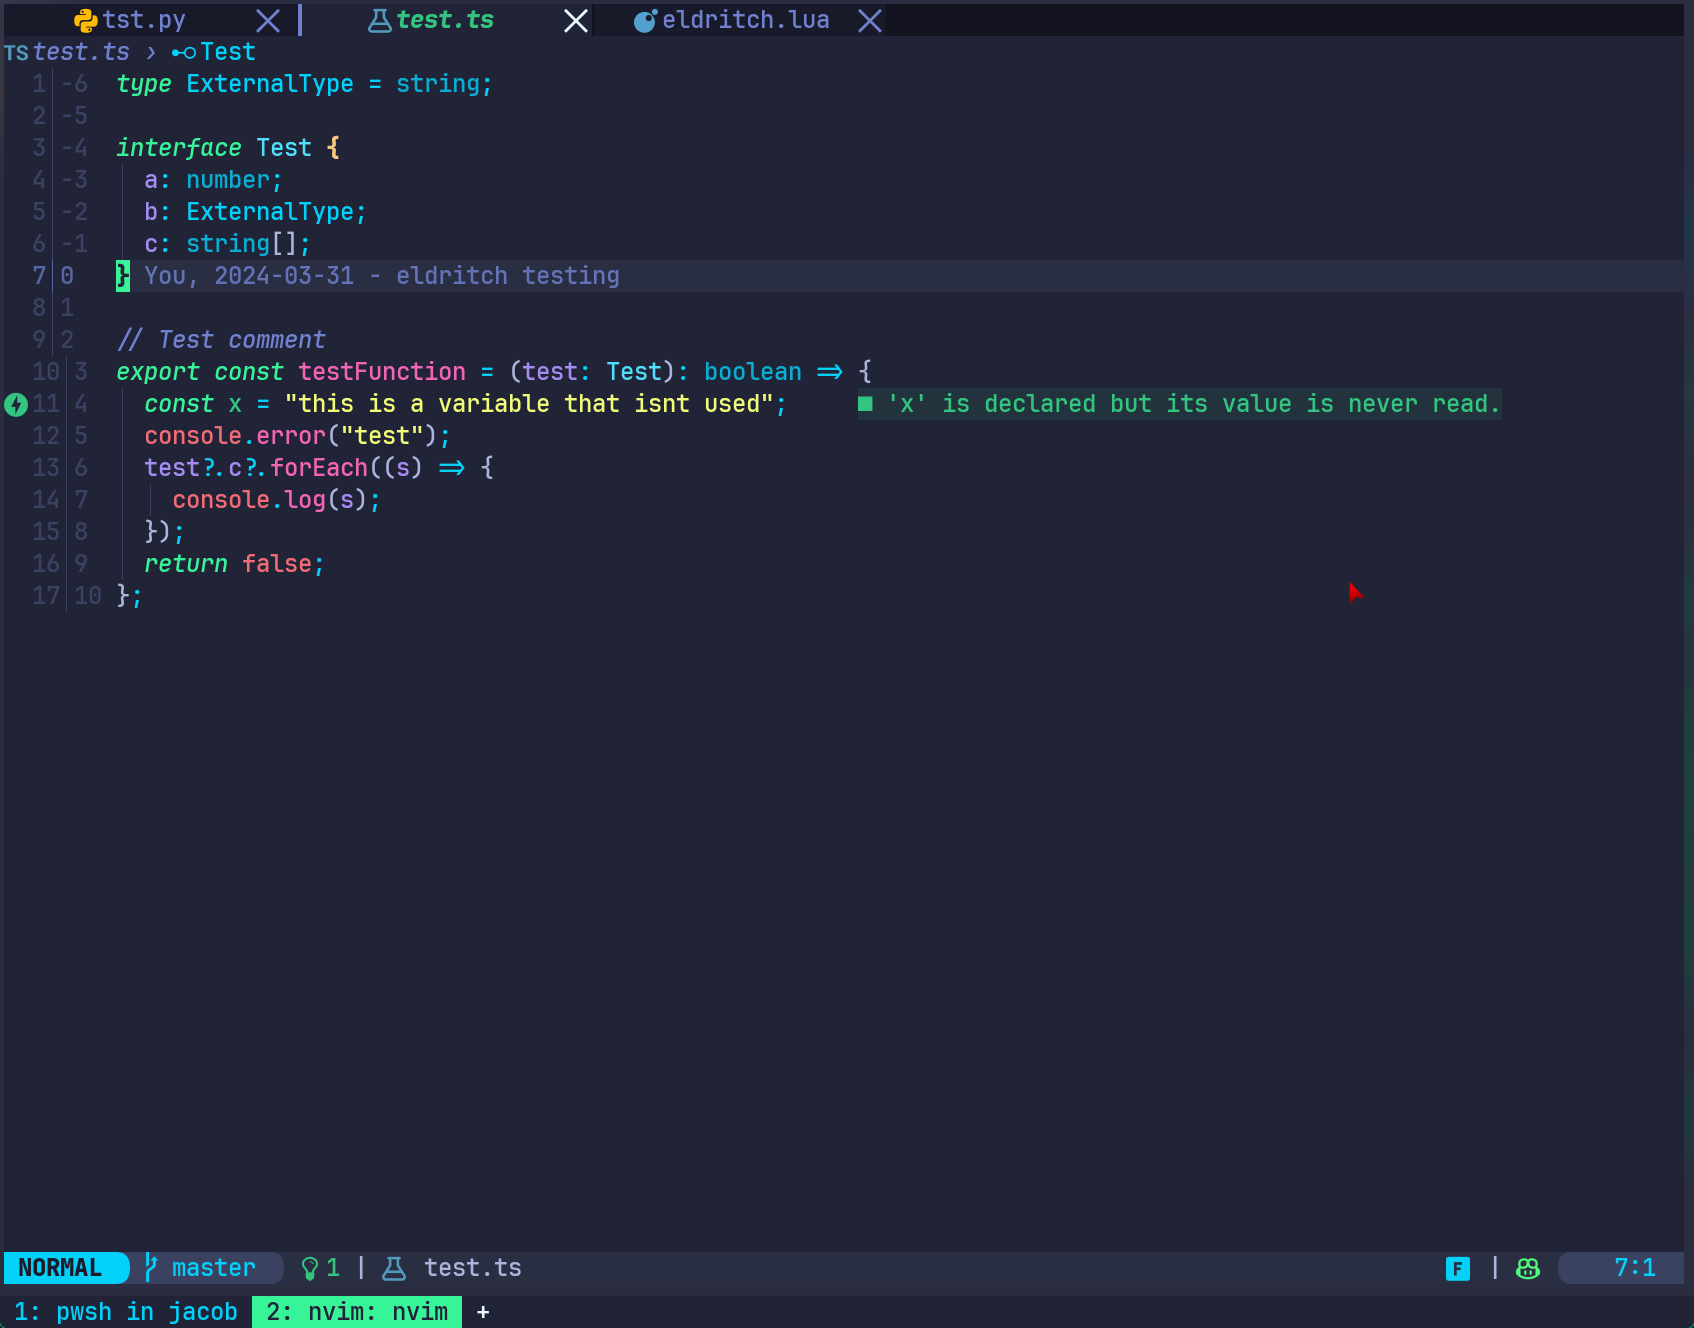 tst.py test.ts eldritch.lua
TS test.ts › Test
1 -6 type ExternalType = string;
2 -5
3 -4 interface Test {
4 -3 a: number;
5 -2 b: ExternalType;
6 -1 c: string[];
7 0 } You, 2024-03-31 - eldritch testing
8 1
9 2 // Test comment
10 3 export const testFunction = (test: Test): boolean => {
11 4 const x = "this is a variable that isnt used"; ■ 'x' is declared but its value is never read.
12 5 console.error("test");
13 6 test?.c?.forEach((s) => {
14 7 console.log(s);
15 8 });
16 9 return false;
17 10 };
NORMAL master 1 | test.ts F | 7:1
1: pwsh in jacob 2: nvim: nvim +